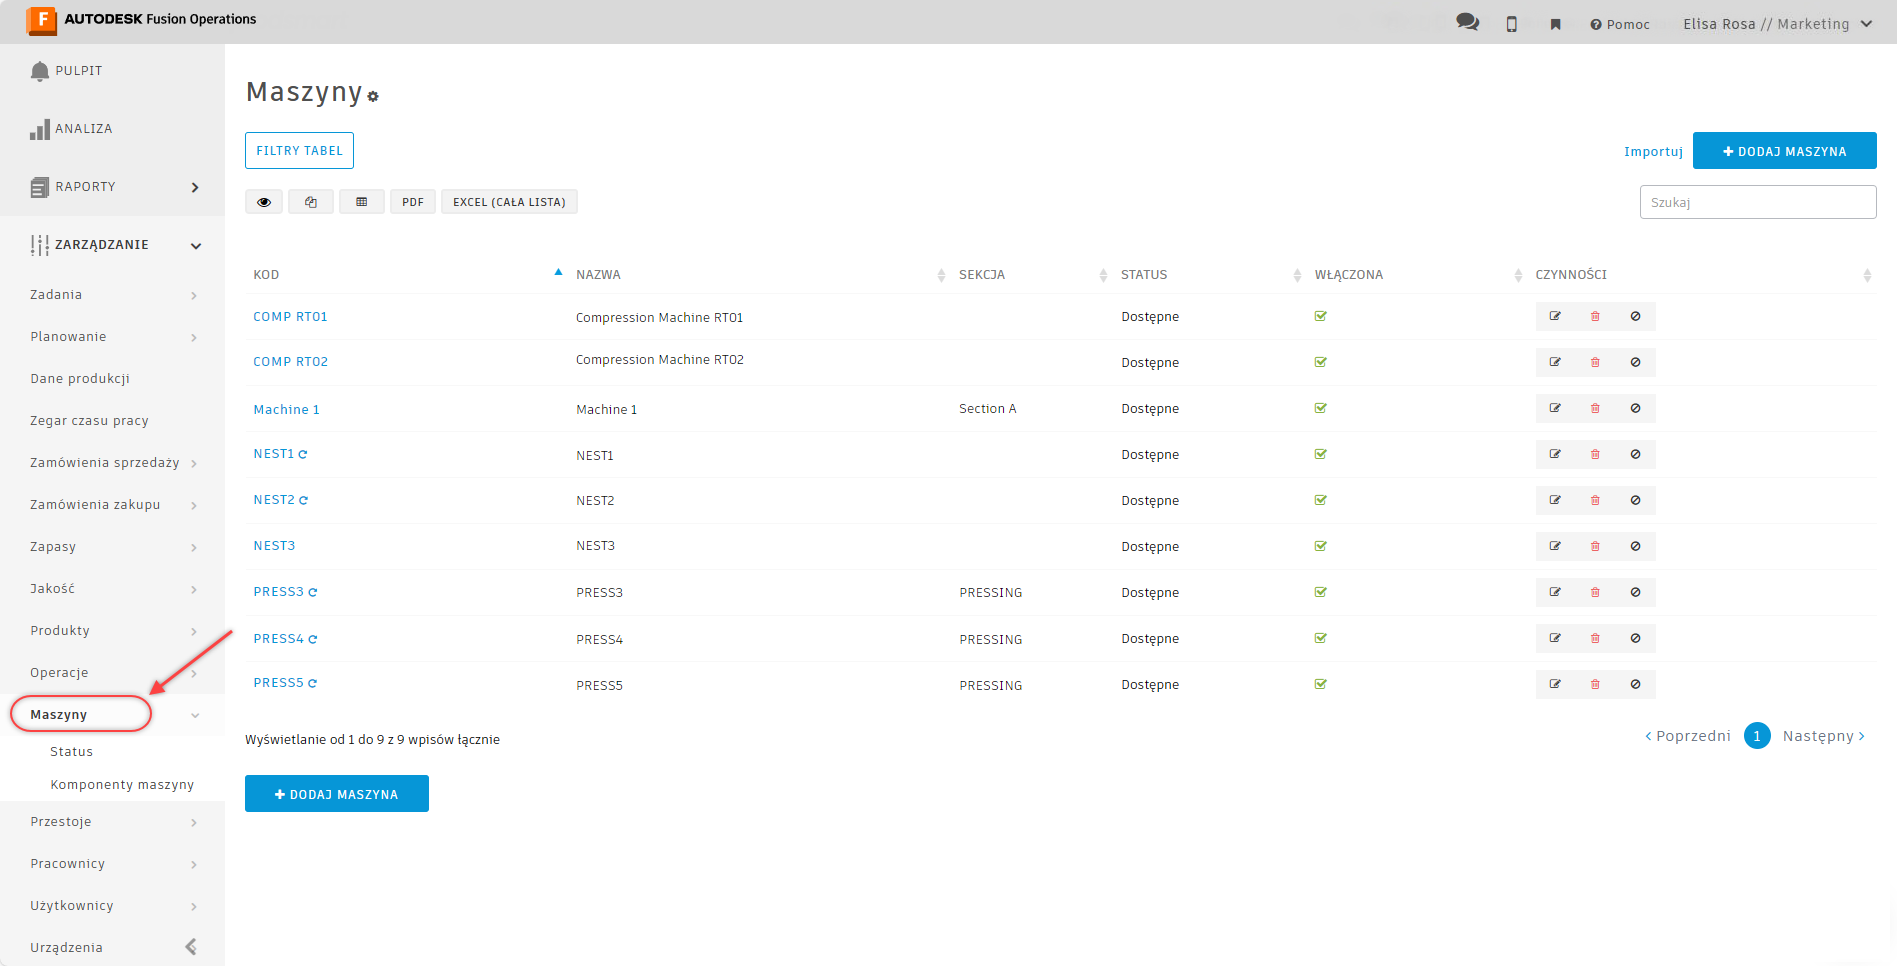 F AUTODESK Fusion Operations
Pomoc
Elisa Rosa // Marketing
PULPIT
ANALIZA
RAPORTY
ZARZĄDZANIE
Zadania
Planowanie
Dane produkcji
Zegar czasu pracy
Zamówienia sprzedaży
Zamówienia zakupu
Zapasy
Jakość
Produkty
Operacje
Maszyny
Status
Komponenty maszyny
Przestoje
Pracownicy
Użytkownicy
Urządzenia
Maszyny
FILTRY TABEL
Importuj
+ DODAJ MASZYNA
PDF
EXCEL (CAŁA LISTA)
Szukaj
KOD NAZWA SEKCJA STATUS WŁĄCZONA CZYNNOŚCI
COMP RT01 Compression Machine RT01 Dostępne
COMP RT02 Compression Machine RT02 Dostępne
Machine 1 Machine 1 Section A Dostępne
NEST1 NEST1 Dostępne
NEST2 NEST2 Dostępne
NEST3 NEST3 Dostępne
PRESS3 PRESS3 PRESSING Dostępne
PRESS4 PRESS4 PRESSING Dostępne
PRESS5 PRESS5 PRESSING Dostępne
Wyświetlanie od 1 do 9 z 9 wpisów łącznie
Poprzedni 1 Następny
+ DODAJ MASZYNA